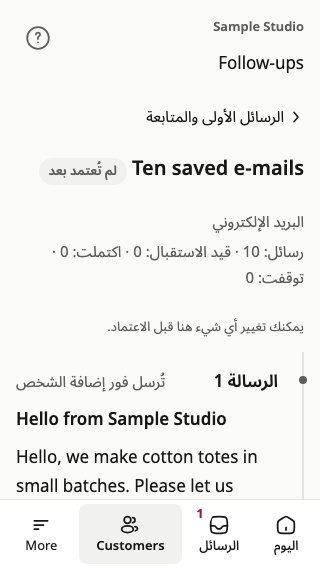 Sample Studio
Follow-ups
الرسائل الأولى والمتابعة
Ten saved e-mails لم تُعتمد بعد
البريد الإلكتروني
رسائل: 10 · قيد الاستقبال: 0 · اكتملت: 0 ·
توقفت: 0
يمكنك تغيير أي شيء هنا قبل الاعتماد.
الرسالة 1 تُرسل فور إضافة الشخص
Hello from Sample Studio
Hello, we make cotton totes in
small batches. Please let us
اليوم
الرسائل 1
Customers
More